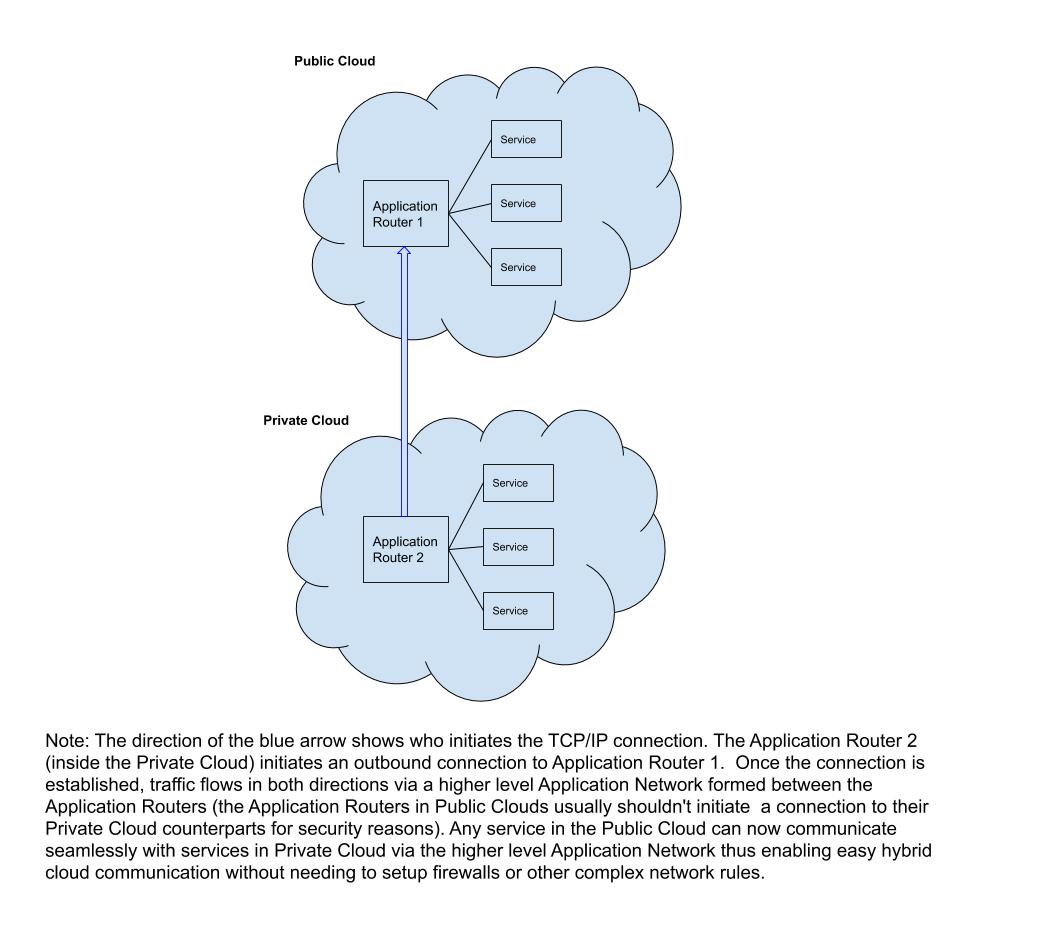 Public Cloud
Service
Application
Router 1
Service
Service
Private Cloud
Service
Application
Router 2
Service
Service
Note: The direction of the blue arrow shows who initiates the TCP/IP connection. The Application Router 2
(inside the Private Cloud) initiates an outbound connection to Application Router 1.  Once the connection is
established, traffic flows in both directions via a higher level Application Network formed between the
Application Routers (the Application Routers in Public Clouds usually shouldn't initiate  a connection to their
Private Cloud counterparts for security reasons). Any service in the Public Cloud can now communicate
seamlessly with services in Private Cloud via the higher level Application Network thus enabling easy hybrid
cloud communication without needing to setup firewalls or other complex network rules.